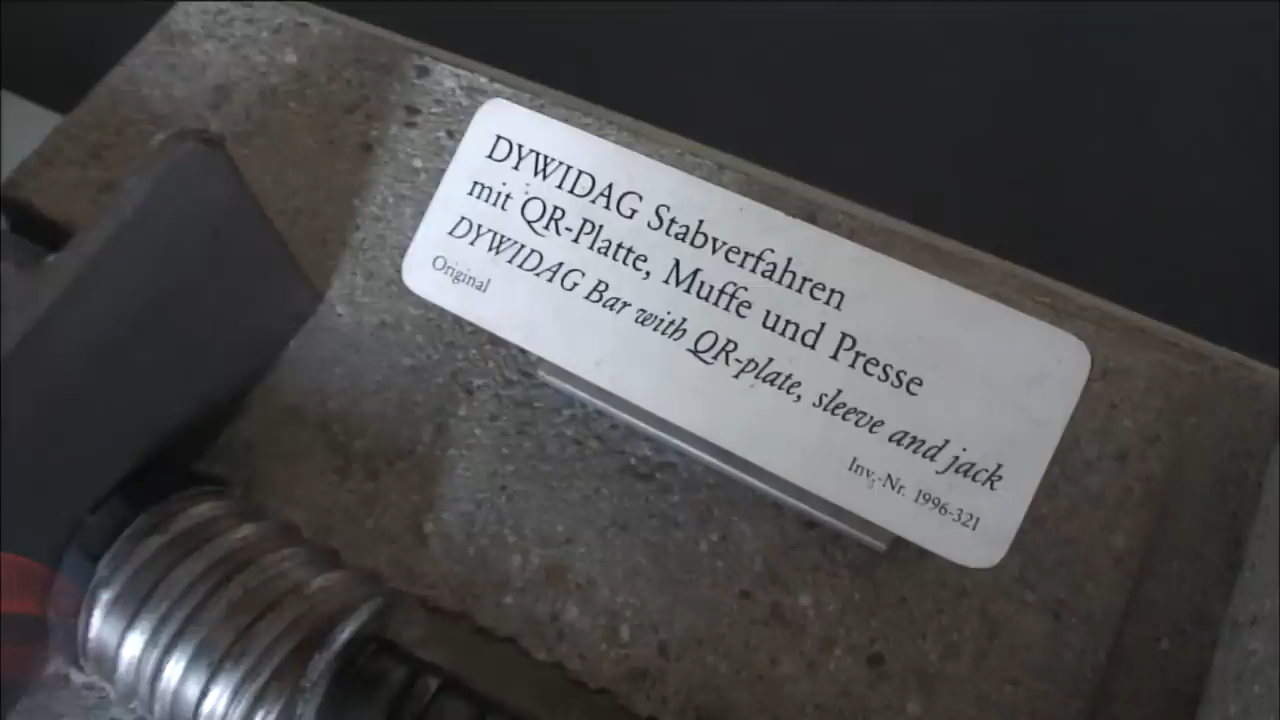 DYWIDAG Stabverfahren
mit QR-Platte, Muffe und Presse
DYWIDAG Bar with QR-plate, sleeve and jack
Original
Inv.-Nr. 1996-321